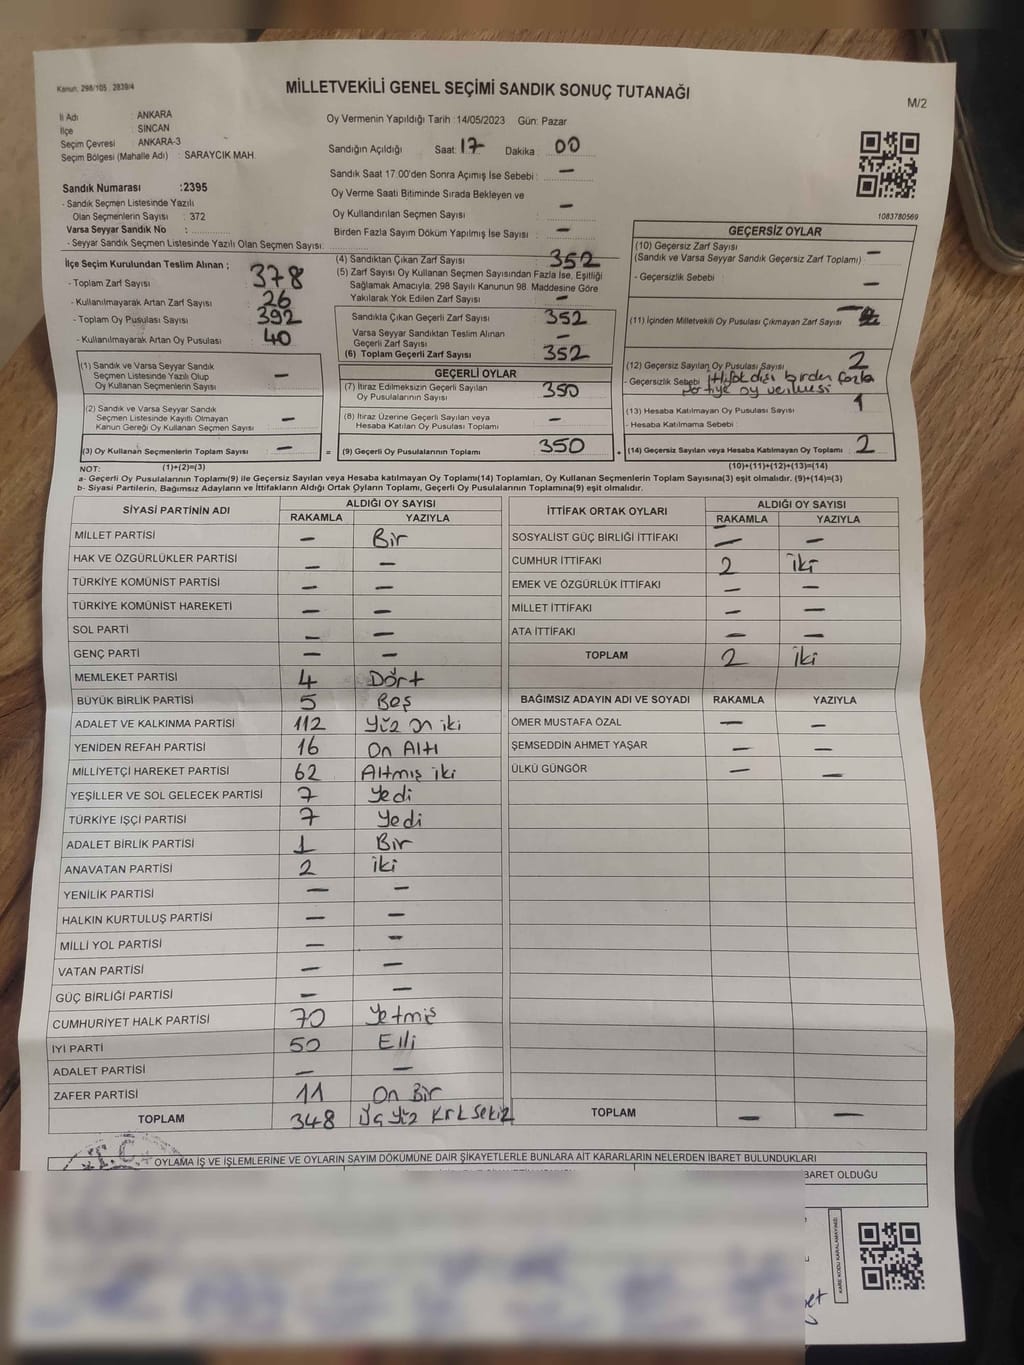 Kanun, 298/105, 2839/4
MİLLETVEKİLİ GENEL SEÇİMİ SANDIK SONUÇ TUTANAĞI
M/2
İl Adı : ANKARA
İlçe : SİNCAN
Seçim Çevresi : ANKARA-3
Seçim Bölgesi (Mahalle Adı) : SARAYCIK MAH.
Oy Vermenin Yapıldığı Tarih :14/05/2023 Gün: Pazar
Sandığın Açıldığı Saat: 17 Dakika : 00
Sandık Saat 17.00'den Sonra Açımış İse Sebebi : —
Oy Verme Saati Bitiminde Sırada Bekleyen ve
Oy Kullandırılan Seçmen Sayısı : —
Birden Fazla Sayım Döküm Yapılmış İse Sayısı : —
1083780569
Sandık Numarası :2395
- Sandık Seçmen Listesinde Yazılı
Olan Seçmenlerin Sayısı : 372
Varsa Seyyar Sandık No :
- Seyyar Sandık Seçmen Listesinde Yazılı Olan Seçmen Sayısı:
İlçe Seçim Kurulundan Teslim Alınan ;
- Toplam Zarf Sayısı : 378
- Kullanılmayarak Artan Zarf Sayısı : 26
- Toplam Oy Pusulası Sayısı : 392
- Kullanılmayarak Artan Oy Pusulası : 40
(1) Sandık ve Varsa Seyyar Sandık
Seçmen Listesinde Yazılı Olup
Oy Kullanan Seçmenlerin Sayısı : —
(2) Sandık ve Varsa Seyyar Sandık
Seçmen Listesinde Kayıtlı Olmayan
Kanun Gereği Oy Kullanan Seçmen Sayısı : —
(3) Oy Kullanan Seçmenlerin Toplam Sayısı : —
(4) Sandıktan Çıkan Zarf Sayısı : 352
(5) Zarf Sayısı Oy Kullanan Seçmen Sayısından Fazla İse, Eşitliği
Sağlamak Amacıyla; 298 Sayılı Kanunun 98. Maddesine Göre
Yakılarak Yok Edilen Zarf Sayısı : —
Sandıkta Çıkan Geçerli Zarf Sayısı : 352
Varsa Seyyar Sandıktan Teslim Alınan
Geçerli Zarf Sayısı : —
(6) Toplam Geçerli Zarf Sayısı : 352
GEÇERLİ OYLAR
(7) İtiraz Edilmeksizin Geçerli Sayılan
Oy Pusulalarının Sayısı : 350
(8) İtiraz Üzerine Geçerli Sayılan veya
Hesaba Katılan Oy Pusulası Toplamı : —
= (9) Geçerli Oy Pusulalarının Toplamı : 350
GEÇERSİZ OYLAR
(10) Geçersiz Zarf Sayısı : —
(Sandık ve Varsa Seyyar Sandık Geçersiz Zarf Toplamı)
- Geçersizlik Sebebi : —
(11) İçinden Milletvekili Oy Pusulası Çıkmayan Zarf Sayısı :
(12) Geçersiz Sayılan Oy Pusulası Sayısı : 2
- Geçersizlik Sebebi : ittifak dışı birden fazla
partiye oy verilmesi
(13) Hesaba Katılmayan Oy Pusulası Sayısı : 1
- Hesaba Katılmama Sebebi :
+ (14) Geçersiz Sayılan veya Hesaba Katılmayan Oy Toplamı : 2
NOT: (1)+(2)=(3) (10)+(11)+(12)+(13)=(14)
a- Geçerli Oy Pusulalarının Toplamı(9) ile Geçersiz Sayılan veya Hesaba katılmayan Oy Toplamı(14) Toplamları, Oy Kullanan Seçmenlerin Toplam Sayısına(3) eşit olmalıdır. (9)+(14)=(3)
b- Siyasi Partilerin, Bağımsız Adayların ve İttifakların Aldığı Ortak Oyların Toplamı, Geçerli Oy Pusulalarının Toplamına(9) eşit olmalıdır.
SİYASİ PARTİNİN ADI ALDIĞI OY SAYISI
RAKAMLA YAZIYLA
MİLLET PARTİSİ — Bir
HAK VE ÖZGÜRLÜKLER PARTİSİ — —
TÜRKİYE KOMÜNİST PARTİSİ — —
TÜRKİYE KOMÜNİST HAREKETİ — —
SOL PARTİ — —
GENÇ PARTİ — —
MEMLEKET PARTİSİ 4 Dört
BÜYÜK BİRLİK PARTİSİ 5 Beş
ADALET VE KALKINMA PARTİSİ 112 Yüz on iki
YENİDEN REFAH PARTİSİ 16 On Altı
MİLLİYETÇİ HAREKET PARTİSİ 62 Altmış iki
YEŞİLLER VE SOL GELECEK PARTİSİ 7 Yedi
TÜRKİYE İŞÇİ PARTİSİ 7 Yedi
ADALET BİRLİK PARTİSİ 1 Bir
ANAVATAN PARTİSİ 2 iki
YENİLİK PARTİSİ — —
HALKIN KURTULUŞ PARTİSİ — —
MİLLİ YOL PARTİSİ — —
VATAN PARTİSİ — —
GÜÇ BİRLİĞİ PARTİSİ — —
CUMHURİYET HALK PARTİSİ 70 Yetmiş
İYİ PARTİ 50 Elli
ADALET PARTİSİ — —
ZAFER PARTİSİ 11 On Bir
TOPLAM 348 Üç Yüz Kırk Sekiz
İTTİFAK ORTAK OYLARI ALDIĞI OY SAYISI
RAKAMLA YAZIYLA
SOSYALİST GÜÇ BİRLİĞİ İTTİFAKI — —
CUMHUR İTTİFAKI 2 iki
EMEK VE ÖZGÜRLÜK İTTİFAKI — —
MİLLET İTTİFAKI — —
ATA İTTİFAKI — —
TOPLAM 2 iki
BAĞIMSIZ ADAYIN ADI VE SOYADI RAKAMLA YAZIYLA
ÖMER MUSTAFA ÖZAL — —
ŞEMSEDDİN AHMET YAŞAR — —
ÜLKÜ GÜNGÖR — —
TOPLAM — —
T.C.
OYLAMA İŞ VE İŞLEMLERİNE VE OYLARIN SAYIM DÖKÜMÜNE DAİR ŞİKAYETLERLE BUNLARA AİT KARARLARIN NELERDEN İBARET BULUNDUKLARI
BARET OLDUĞU
KARE KODU KARALAMAYINIZ!